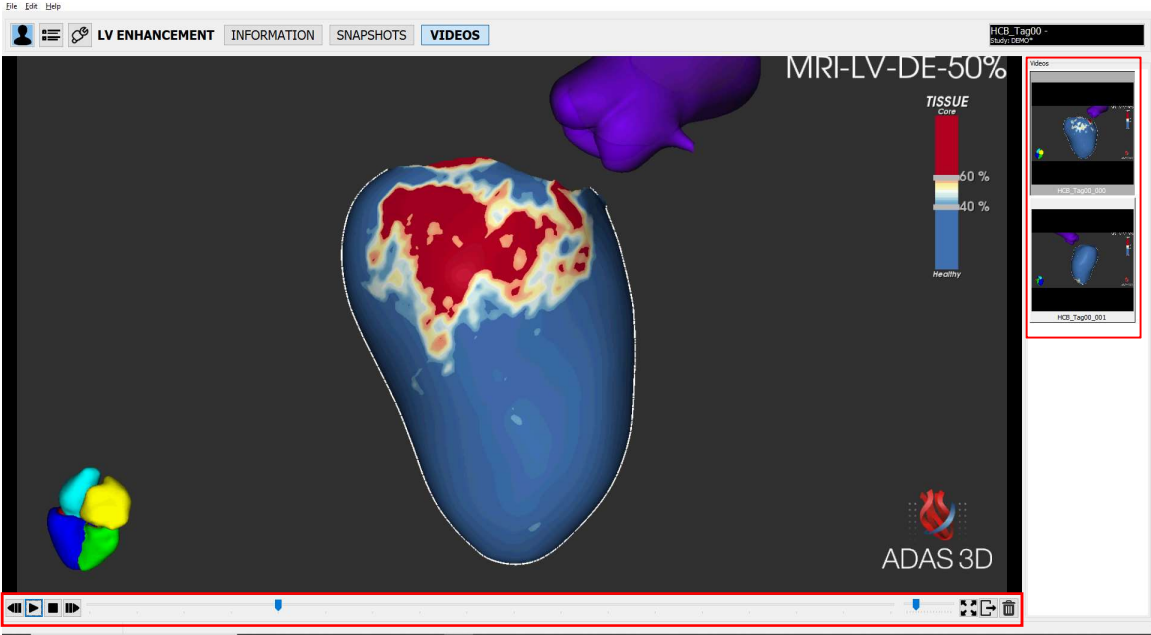 File Edit Help
LV ENHANCEMENT INFORMATION SNAPSHOTS VIDEOS
HCB_Tag00 -
Study: DEMO*
Videos
MRI-LV-DE-50%
TISSUE
Core
60 %
40 %
Healthy
HCB_Tag00_000
HCB_Tag00_001
ADAS 3D